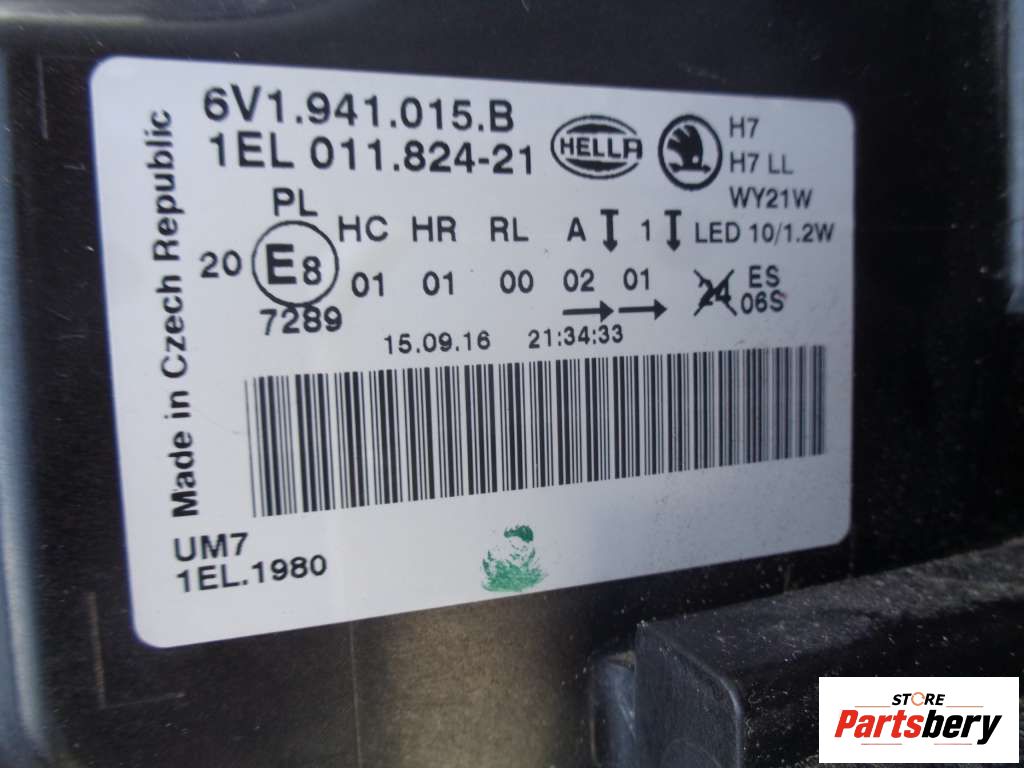 6V1.941.015.B
1EL 011.824-21
HELLA
H7
H7 LL
WY21W
LED 10/1.2W
PL
HC HR RL A 1
20 E8 01 01 00 02 01
24 ES
06S
7289
15.09.16 21:34:33
Made in Czech Republic
UM7
1EL.1980
STORE
Partsbery